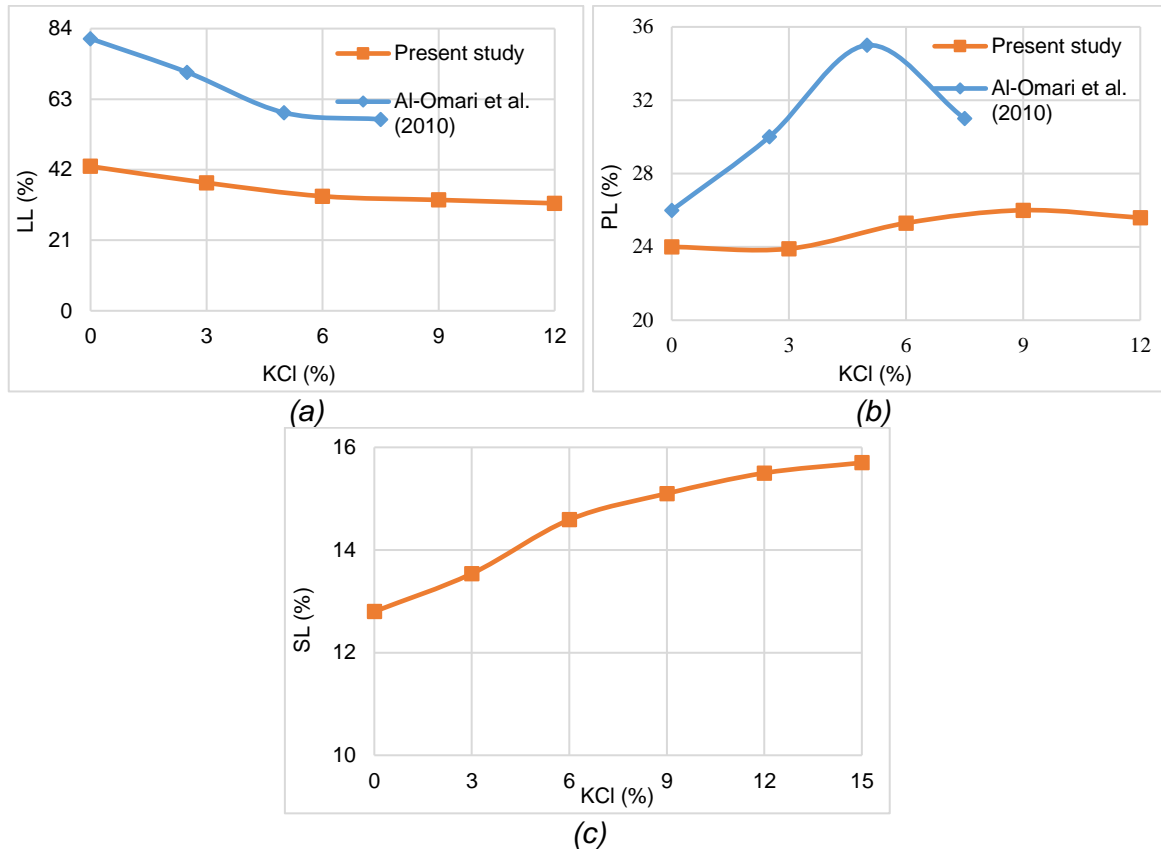 84
63
42
21
0
LL (%)
Present study
Al-Omari et al.
(2010)
0 3 6 9 12
KCl (%)
(a)
36
32
28
24
20
PL (%)
Present study
Al-Omari et al.
(2010)
0 3 6 9 12
KCl (%)
(b)
16
14
12
10
SL (%)
0 3 6 9 12 15
KCl (%)
(c)